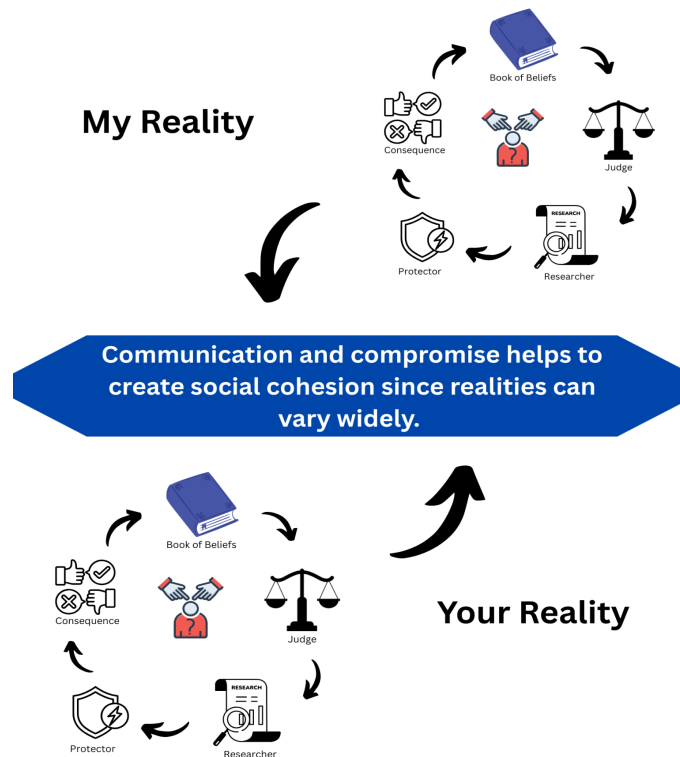 Book of Beliefs
My Reality
Consequence
Judge
RESEARCH
Protector
Researcher
Communication and compromise helps to
create social cohesion since realities can
vary widely.
Book of Beliefs
Consequence
Judge
Your Reality
RESEARCH
Protector
Researcher